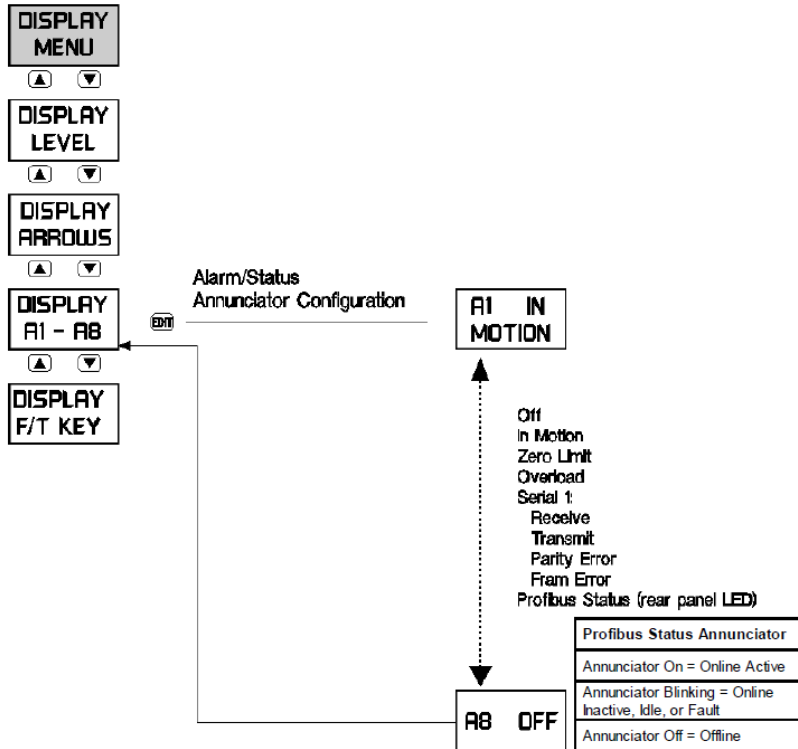 DISPLAY
MENU
DISPLAY
LEVEL
DISPLAY
ARROWS
DISPLAY
A1 - A8
DISPLAY
F/T KEY
EDIT
Alarm/Status
Annunciator Configuration
A1 IN
MOTION
Off
In Motion
Zero Limit
Overload
Serial 1:
Receive
Transmit
Parity Error
Fram Error
Profibus Status (rear panel LED)
Profibus Status Annunciator
Annunciator On = Online Active
Annunciator Blinking = Online
Inactive, Idle, or Fault
Annunciator Off = Offline
A8 OFF